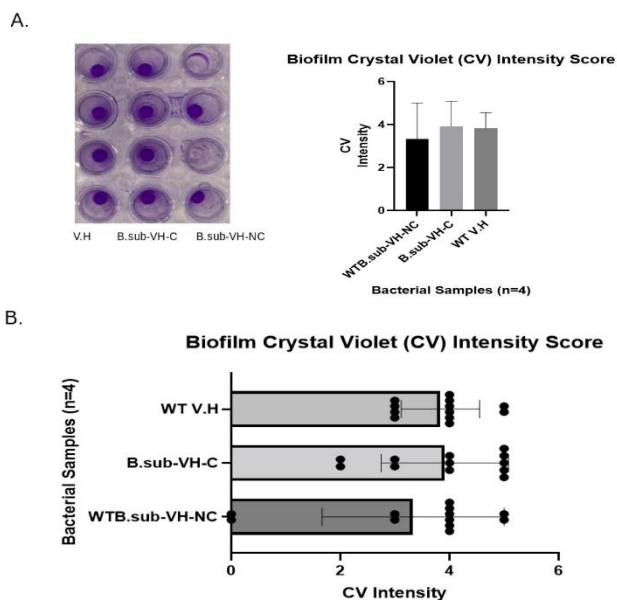 A.
V.H B.sub-VH-C B.sub-VH-NC
Biofilm Crystal Violet (CV) Intensity Score
CV
Intensity
6
4
2
0
WTB.sub-VH-NC
B.sub-VH-C
WT V.H
Bacterial Samples (n=4)
B.
Biofilm Crystal Violet (CV) Intensity Score
Bacterial Samples (n=4)
WT V.H
B.sub-VH-C
WTB.sub-VH-NC
0 2 4 6
CV Intensity